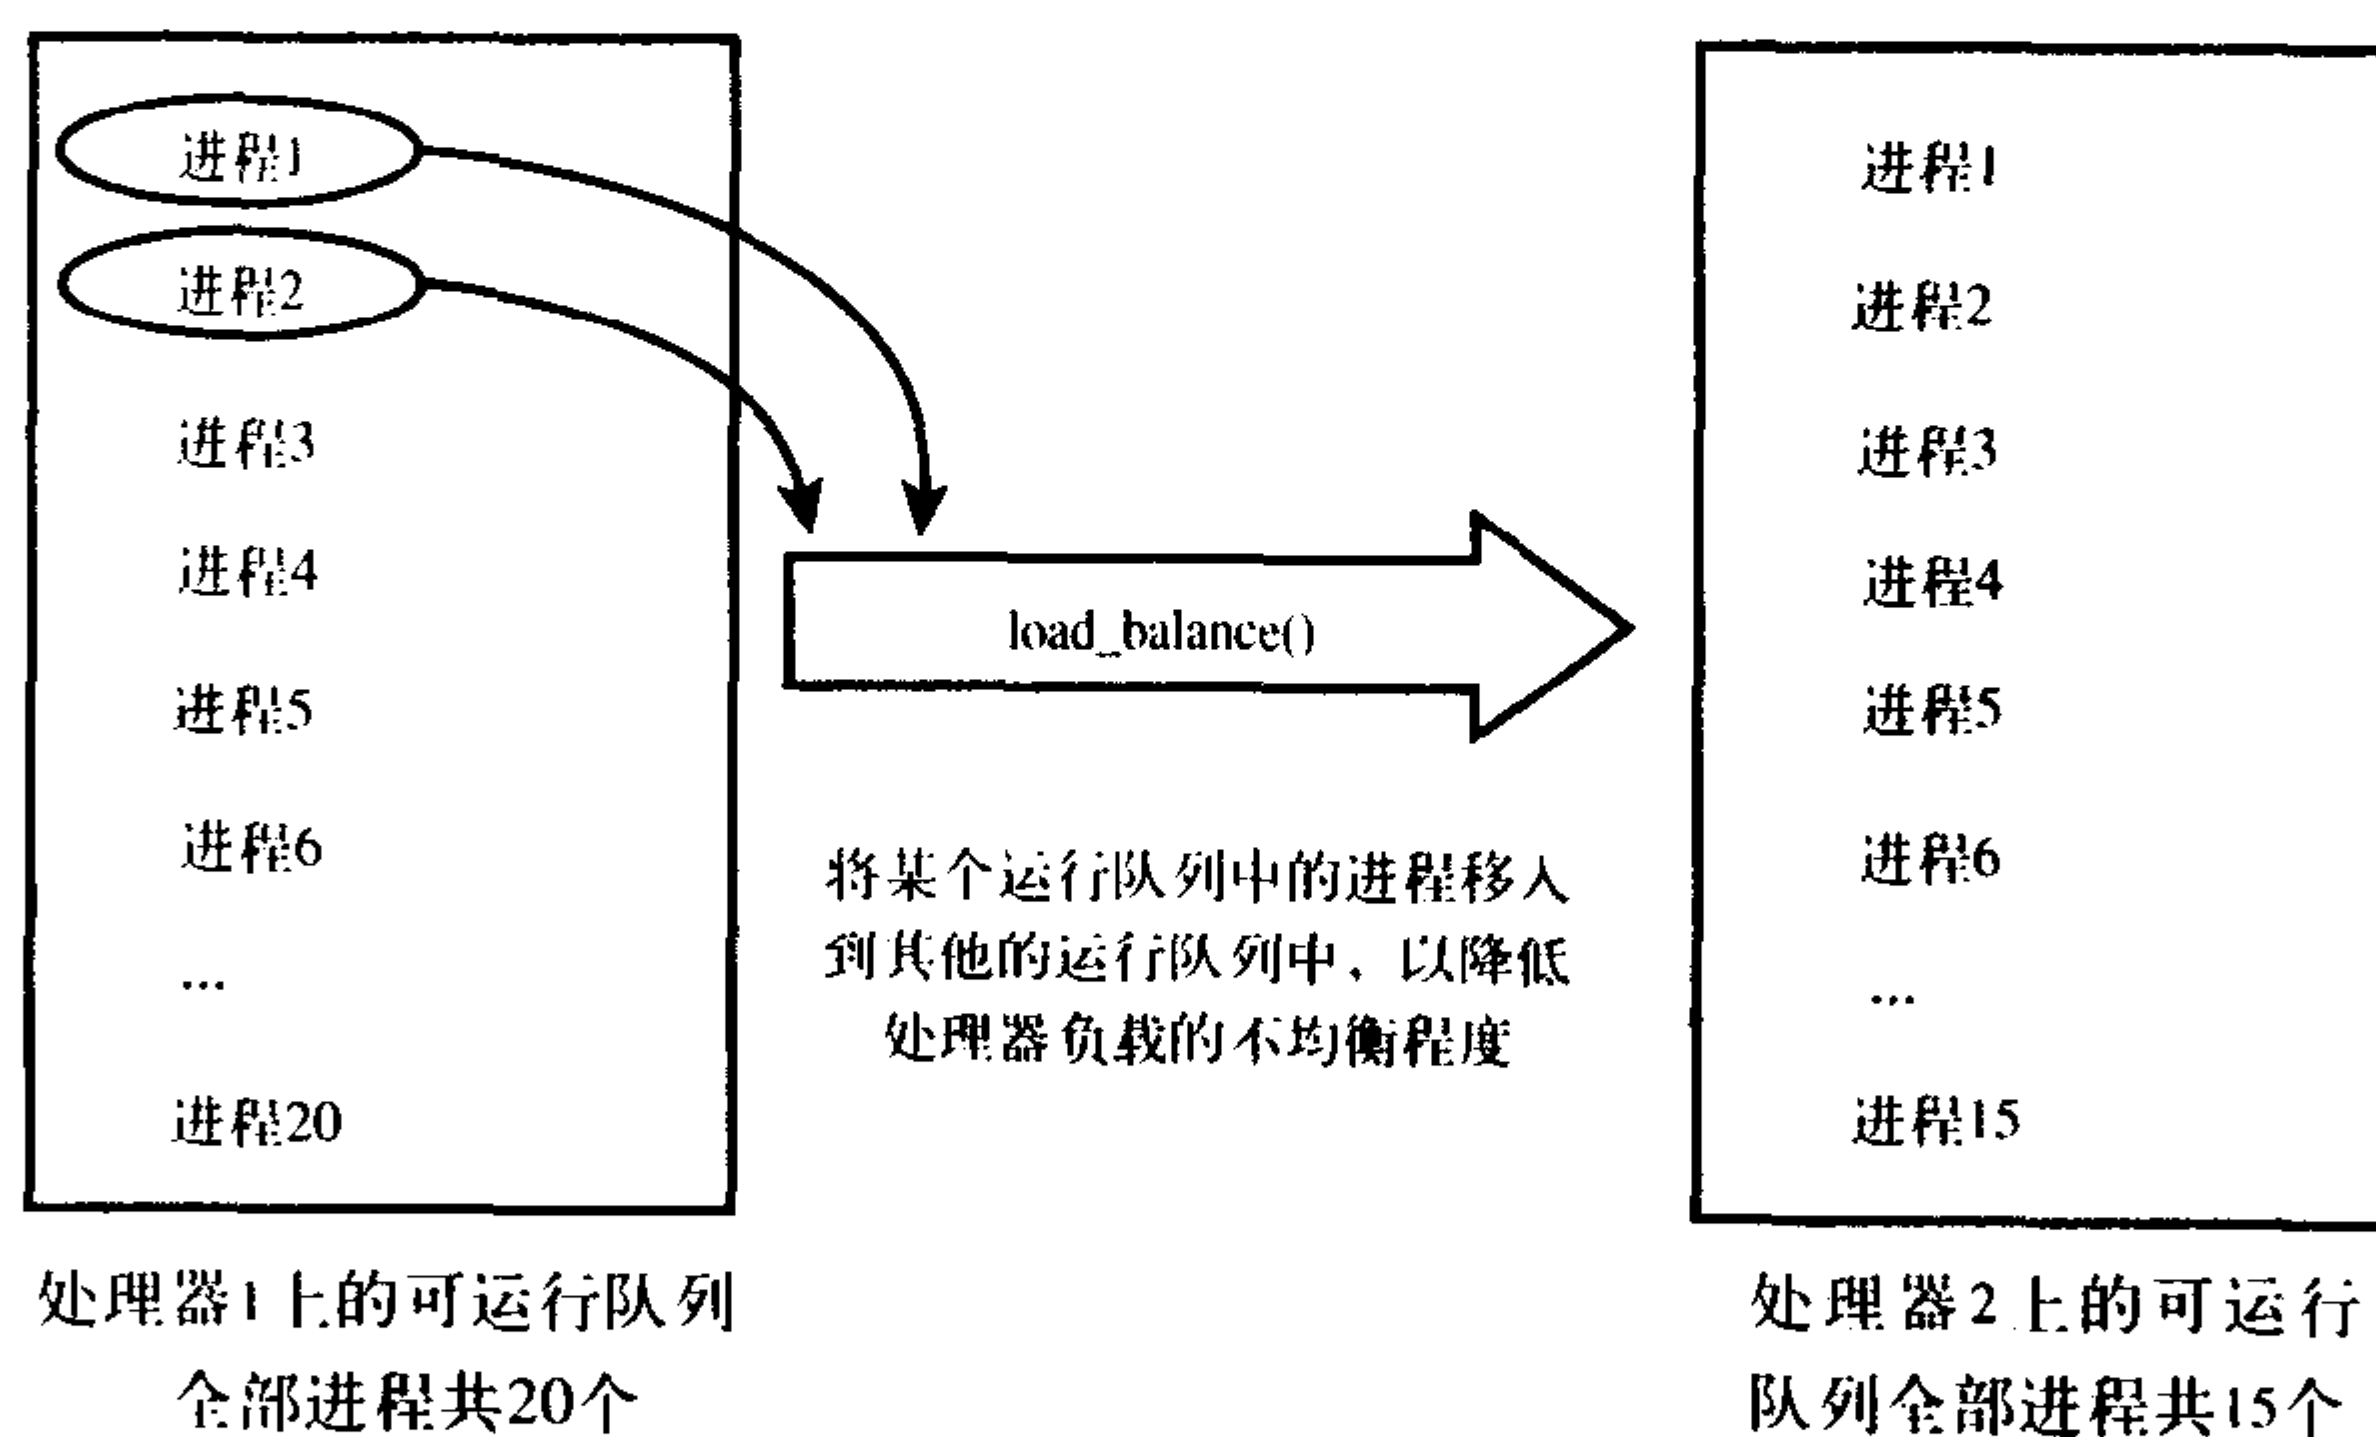 进程1
进程2
进程3
进程4
进程5
进程6
...
进程20
处理器1上的可运行队列
全部进程共20个
load_balance()
将某个运行队列中的进程移入
到其他的运行队列中，以降低
处理器负载的不均衡程度
进程1
进程2
进程3
进程4
进程5
进程6
...
进程15
处理器2上的可运行
队列全部进程共15个